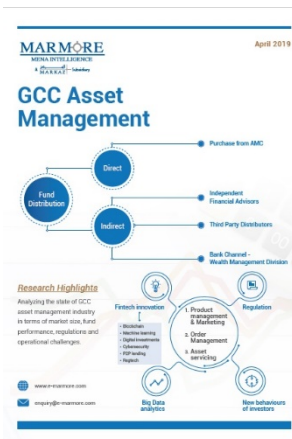 MARMORE
MENA INTELLIGENCE
A MARKAZ Subsidiary
April 2019
GCC Asset
Management
Purchase from AMC
Direct
Fund
Distribution
Independent
Financial Advisors
Indirect
Third Party Distributors
Bank Channel -
Wealth Management Division
Research Highlights
Analyzing the state of GCC
asset management industry
in terms of market size, fund
performance, regulations and
operational challenges.
Fintech innovation
• Blockchain
• Machine learning
• Digital Investments
• Cybersecurity
• P2P lending
• Regtech
1. Product
management
& Marketing
2. Order
Management
3. Asset
servicing
Regulation
Big Data
analytics
New behaviours
of investors
www.e-marmore.com
enquiry@e-marmore.com